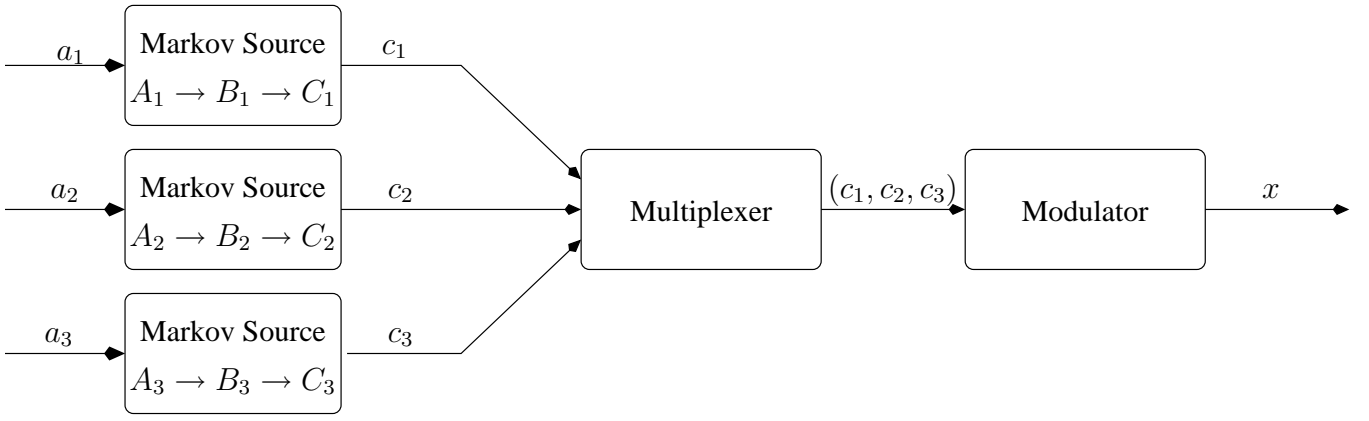 a₁
Markov Source
A₁ → B₁ → C₁
c₁
a₂
Markov Source
A₂ → B₂ → C₂
c₂
a₃
Markov Source
A₃ → B₃ → C₃
c₃
Multiplexer
(c₁, c₂, c₃)
Modulator
x